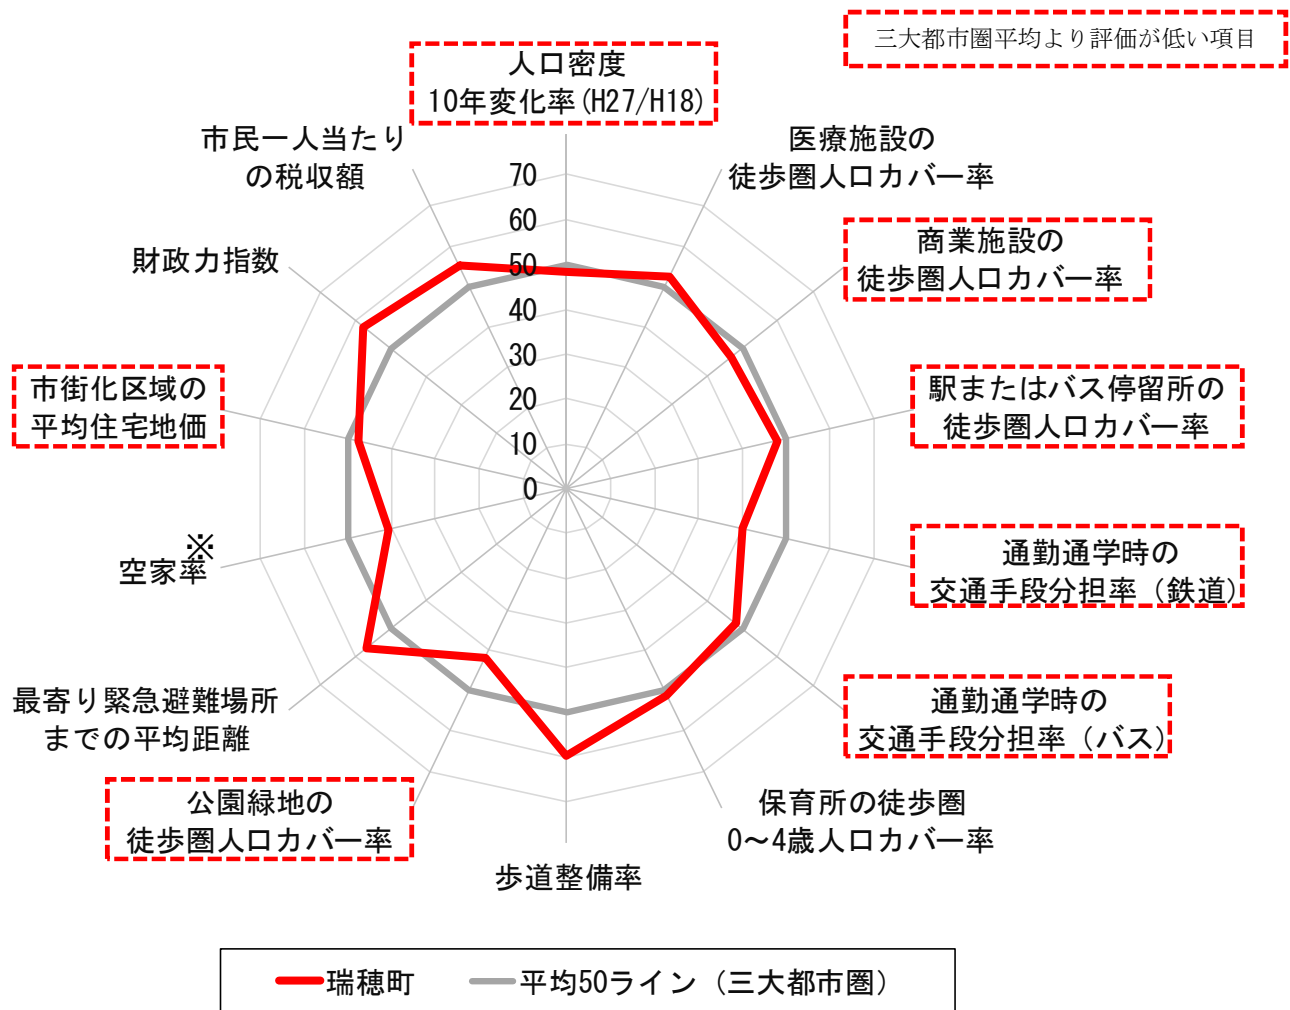 三大都市圏平均より評価が低い項目
人口密度
10年変化率(H27/H18)
市民一人当たり
の税収額
医療施設の
徒歩圏人口カバー率
財政力指数
商業施設の
徒歩圏人口カバー率
市街化区域の
平均住宅地価
駅またはバス停留所の
徒歩圏人口カバー率
70
60
50
40
30
20
10
0
※
空家率
通勤通学時の
交通手段分担率（鉄道）
最寄り緊急避難場所
までの平均距離
通勤通学時の
交通手段分担率（バス）
公園緑地の
徒歩圏人口カバー率
保育所の徒歩圏
0～4歳人口カバー率
歩道整備率
瑞穂町
平均50ライン（三大都市圏）